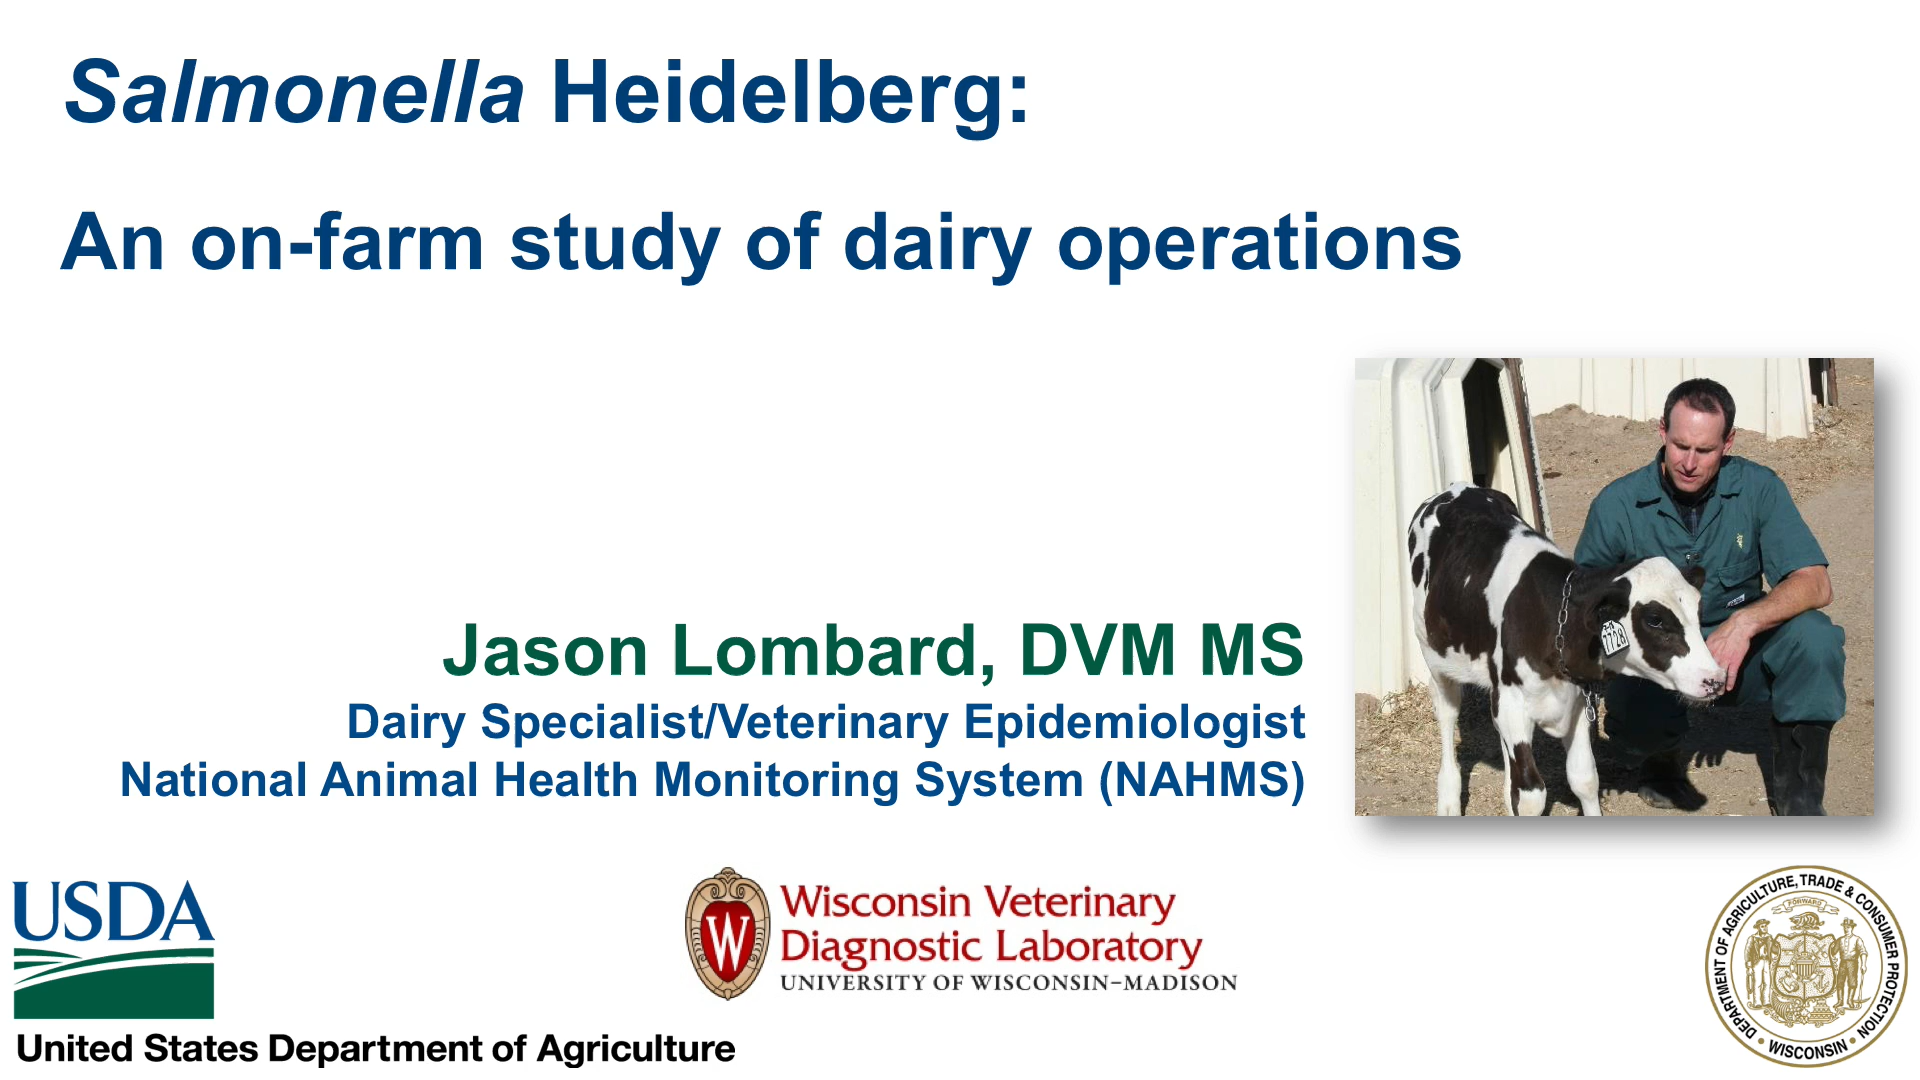 Salmonella Heidelberg:
An on-farm study of dairy operations
Jason Lombard, DVM MS
Dairy Specialist/Veterinary Epidemiologist
National Animal Health Monitoring System (NAHMS)
7728
USDA
United States Department of Agriculture
W
Wisconsin Veterinary
Diagnostic Laboratory
UNIVERSITY OF WISCONSIN–MADISON
DEPARTMENT OF AGRICULTURE, TRADE & CONSUMER PROTECTION
FORWARD
• WISCONSIN •